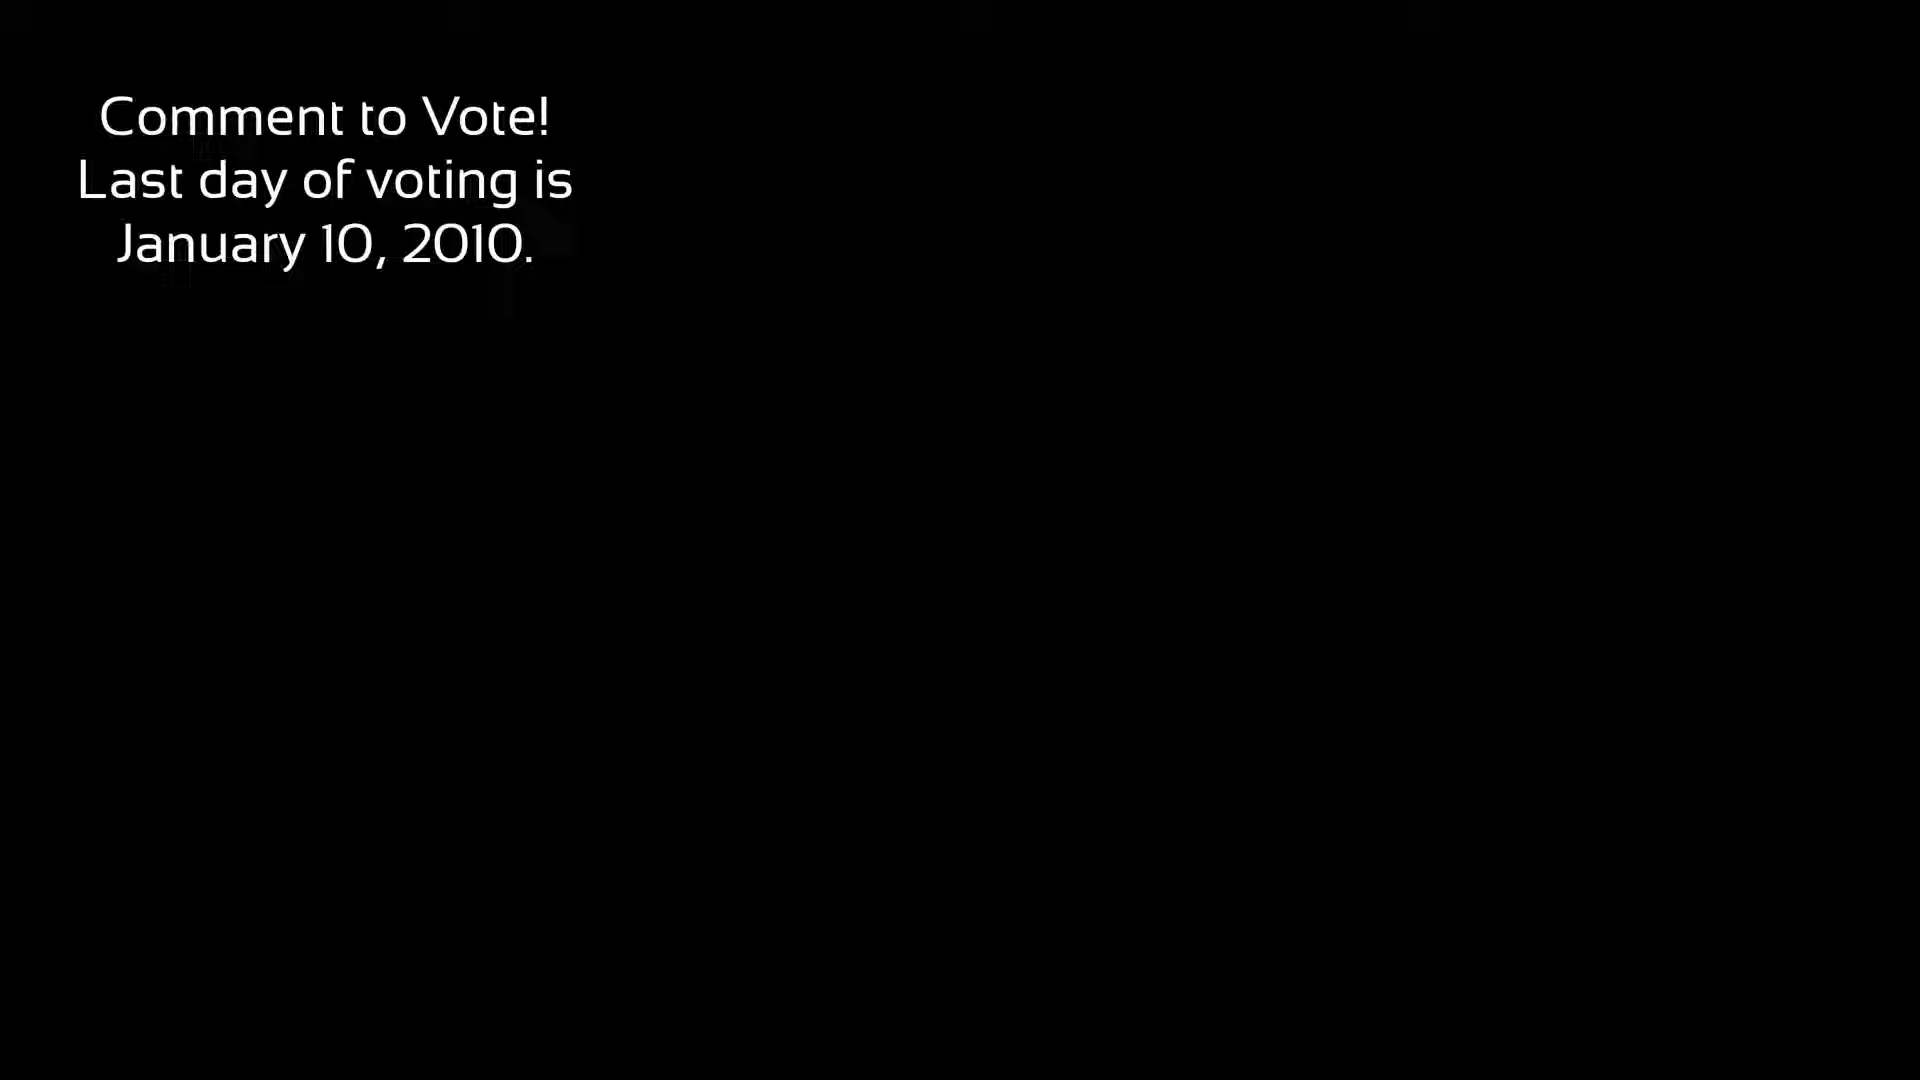 Comment to Vote!
Last day of voting is
January 10, 2010.